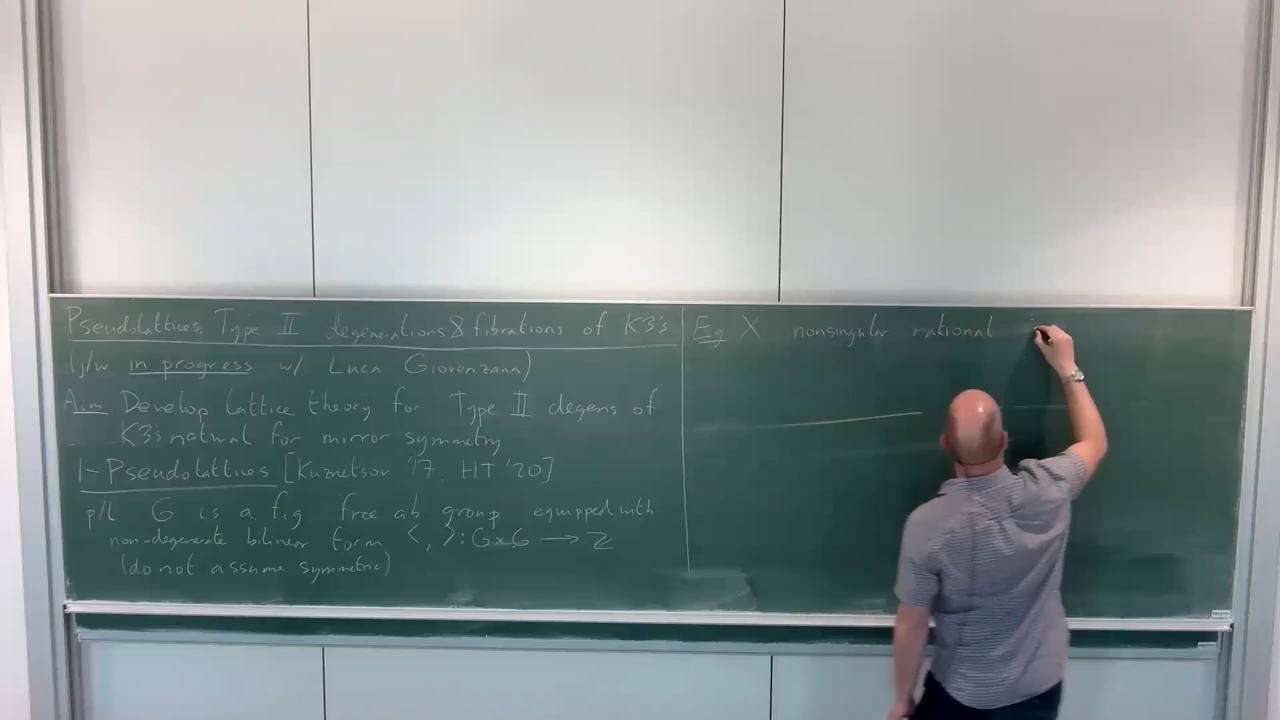 Pseudolattices, Type II degenerations & fibrations of K3's
(j/w in progress w/ Luca Giovenzana)
Aim Develop lattice theory for Type II degens of
K3's natural for mirror symmetry
1-Pseudolattices [Kuznetsov '17, HT '20]
p/l G is a f.g. free ab. group equipped with
non-degenerate bilinear form <,>: G×G → Z
(do not assume symmetric)
Eg X nonsingular rational